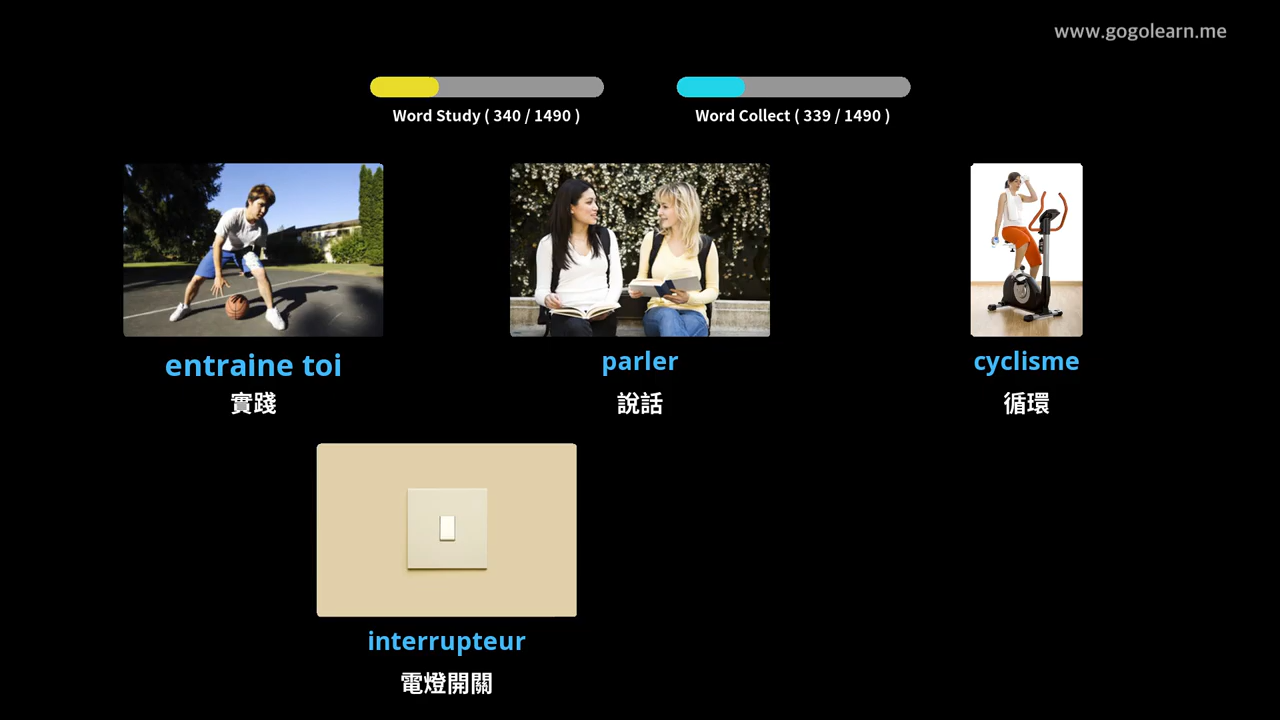 www.gogolearn.me
Word Study ( 340 / 1490 )
Word Collect ( 339 / 1490 )
entraine toi
實踐
parler
說話
cyclisme
循環
interrupteur
電燈開關